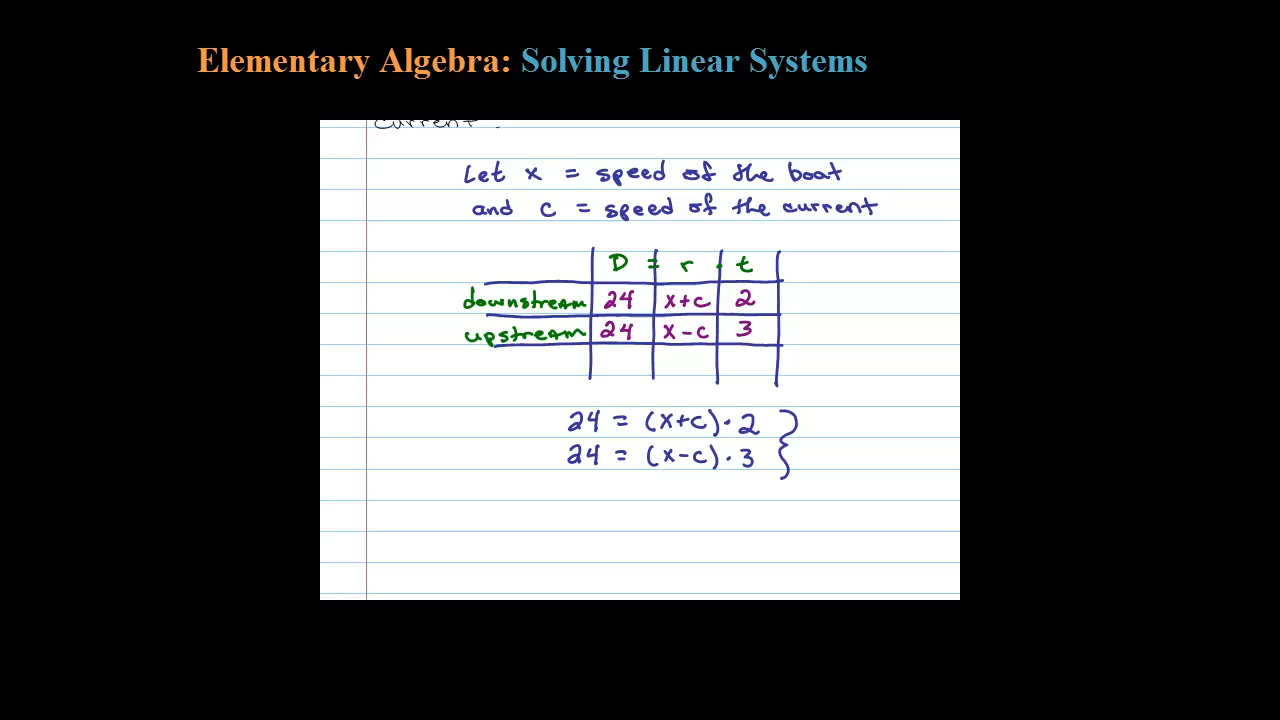 Elementary Algebra: Solving Linear Systems
current.
Let x = speed of the boat
and c = speed of the current
D = r · t
downstream 24 x+c 2
upstream 24 x-c 3
24 = (x+c) · 2
24 = (x-c) · 3